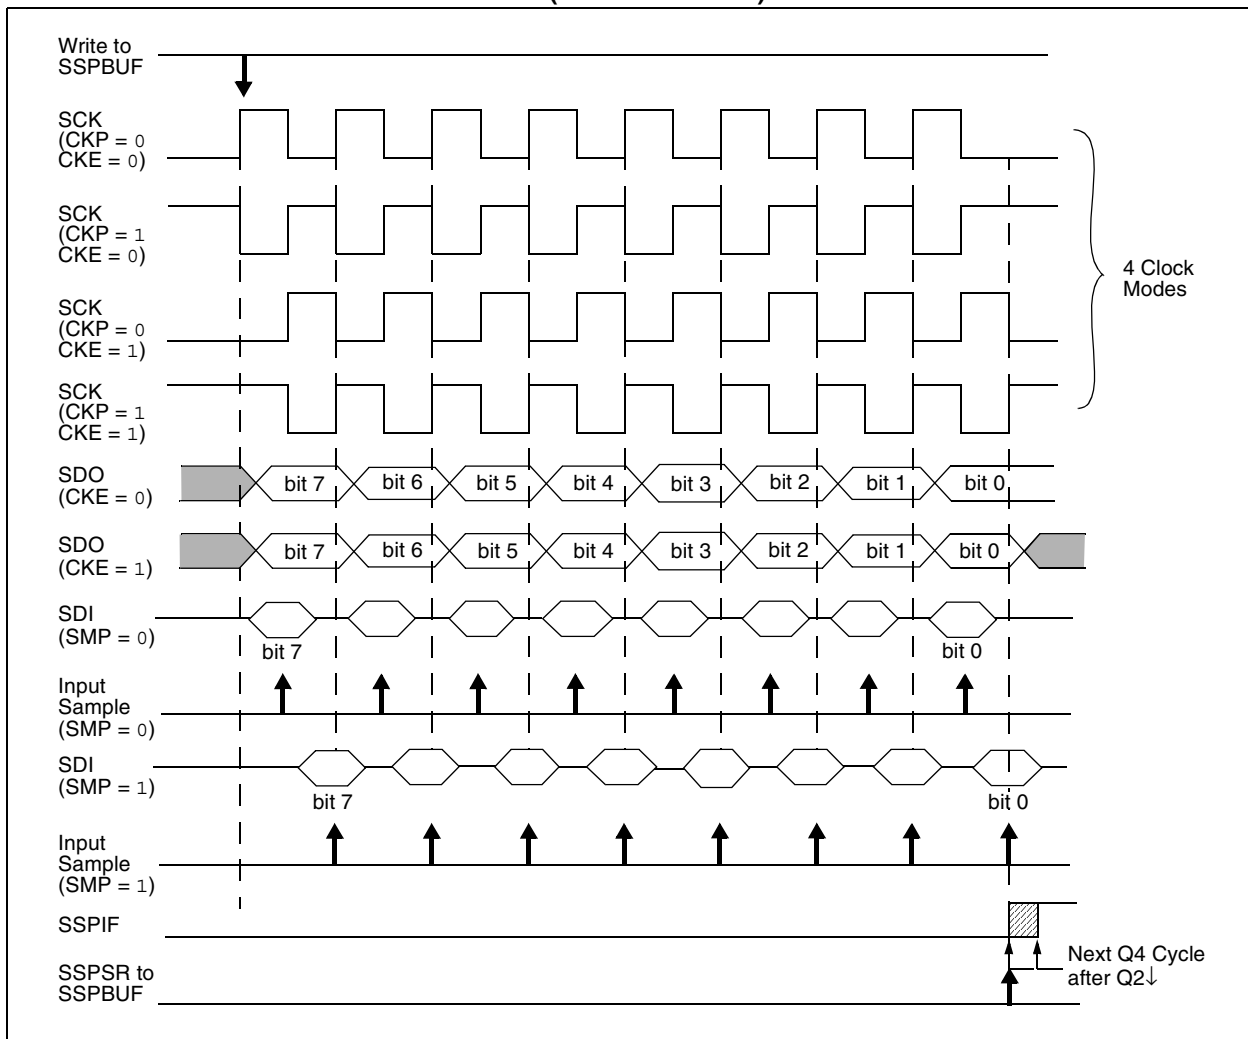 Write to
SSPBUF
SCK
(CKP = 0
CKE = 0)
SCK
(CKP = 1
CKE = 0)
4 Clock
Modes
SCK
(CKP = 0
CKE = 1)
SCK
(CKP = 1
CKE = 1)
SDO
(CKE = 0)
bit 7 bit 6 bit 5 bit 4 bit 3 bit 2 bit 1 bit 0
SDO
(CKE = 1)
bit 7 bit 6 bit 5 bit 4 bit 3 bit 2 bit 1 bit 0
SDI
(SMP = 0)
bit 7 bit 0
Input
Sample
(SMP = 0)
SDI
(SMP = 1)
bit 7 bit 0
Input
Sample
(SMP = 1)
SSPIF
Next Q4 Cycle
after Q2↓
SSPSR to
SSPBUF